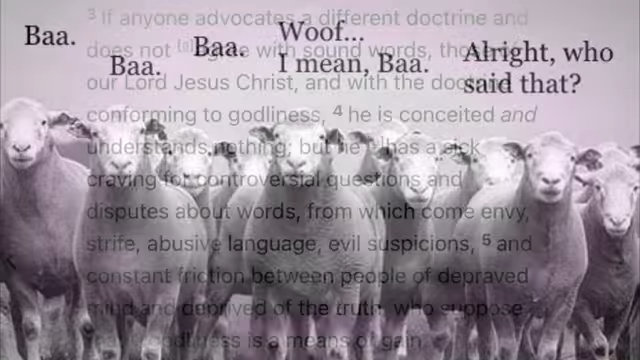 Baa.
Baa.
Baa.
Woof...
I mean, Baa.
Alright, who
said that?
3 If anyone advocates a different doctrine and
does not [a]agree with sound words, those of
our Lord Jesus Christ, and with the doctrine
conforming to godliness, 4 he is conceited and
understands nothing; but he has a sick
craving for controversial questions and
disputes about words, from which come envy,
strife, abusive language, evil suspicions, 5 and
constant friction between people of depraved
mind and deprived of the truth, who suppose
that godliness is a means of gain.